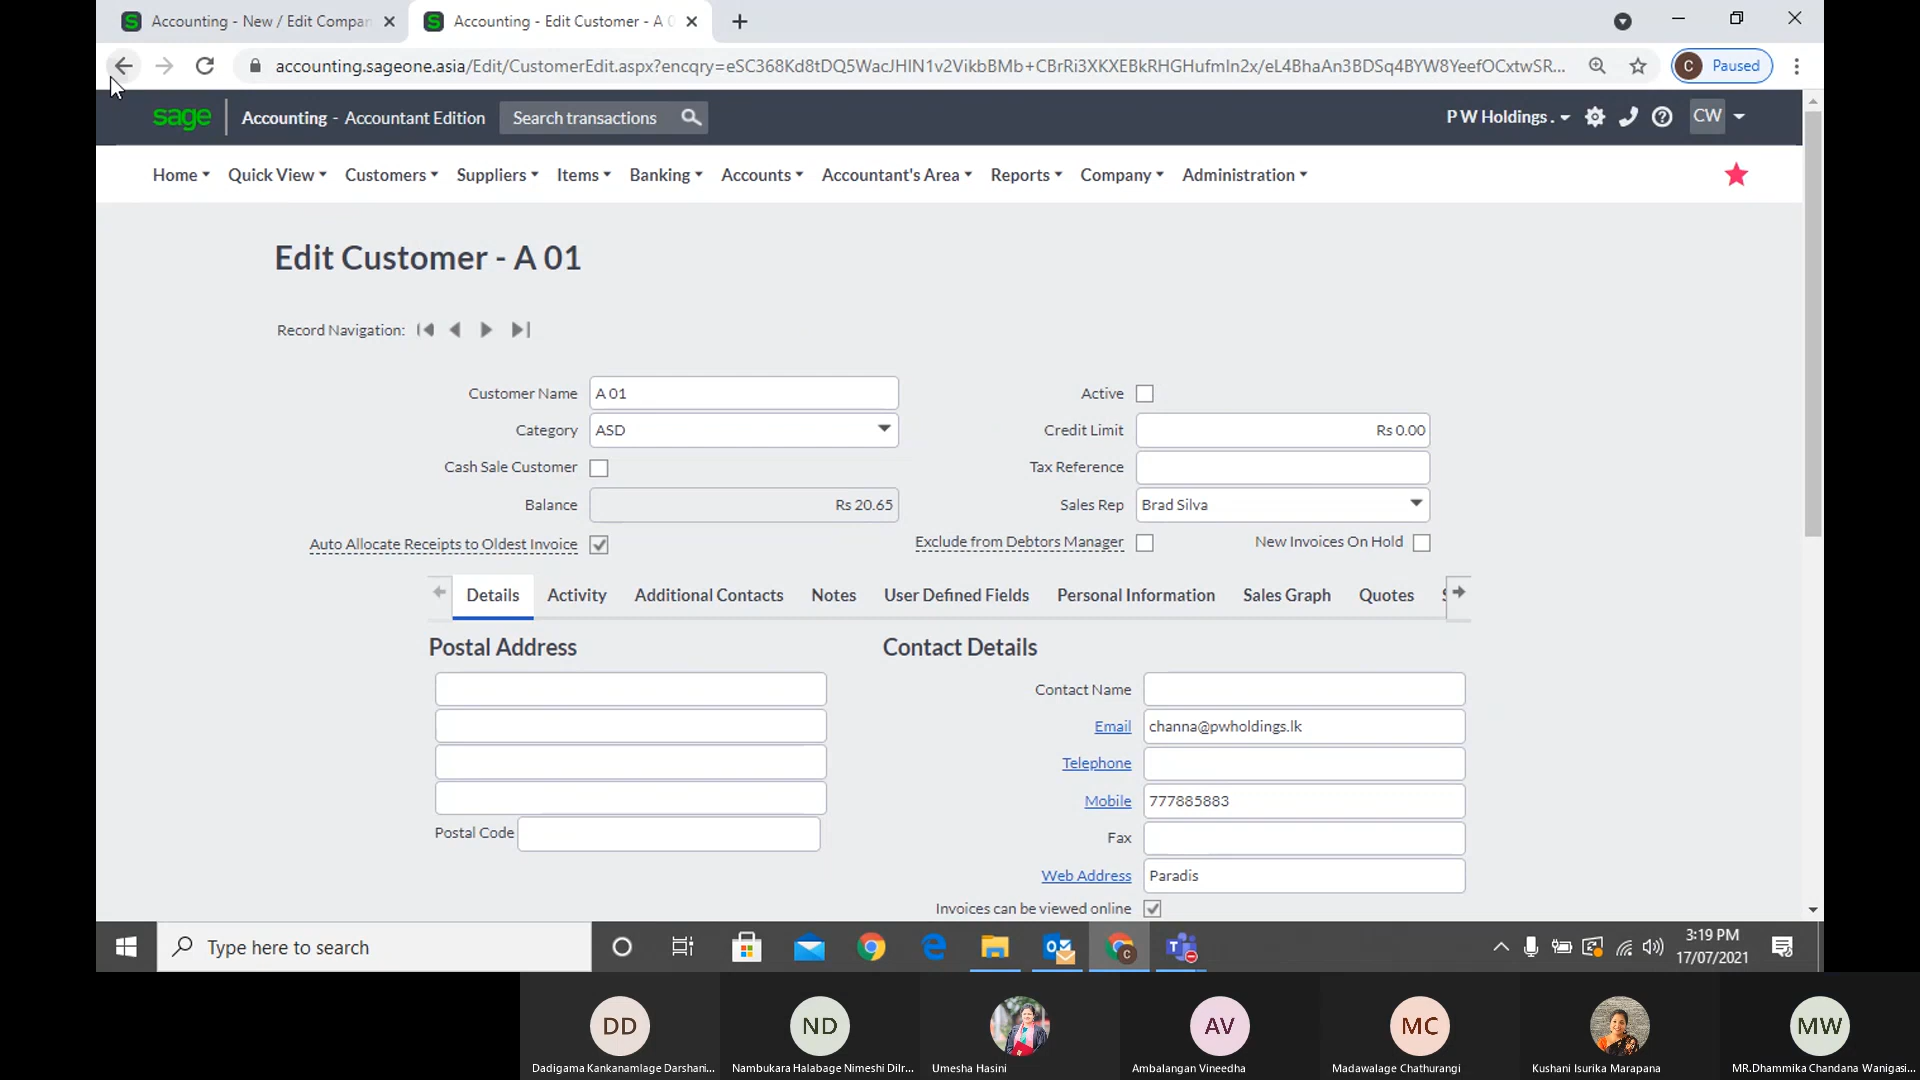 Accounting - New / Edit Compan
Accounting - Edit Customer - A 0
accounting.sageone.asia/Edit/CustomerEdit.aspx?encqry=eSC368Kd8tDQ5WacJHIN1v2VikbBMb+CBrRi3XKXEBkRHGHufmIn2x/eL4BhaAn3BDSq4BYW8YeefOCxtwSR...
C Paused
sage Accounting - Accountant Edition Search transactions P W Holdings . CW
Home Quick View Customers Suppliers Items Banking Accounts Accountant's Area Reports Company Administration
Edit Customer - A 01
Record Navigation:
Customer Name A 01 Active
Category ASD Credit Limit Rs 0.00
Cash Sale Customer Tax Reference
Balance Rs 20.65 Sales Rep Brad Silva
Auto Allocate Receipts to Oldest Invoice Exclude from Debtors Manager New Invoices On Hold
Details Activity Additional Contacts Notes User Defined Fields Personal Information Sales Graph Quotes
Postal Address Contact Details
Contact Name
Email channa@pwholdings.lk
Telephone
Mobile 777885883
Postal Code Fax
Web Address Paradis
Invoices can be viewed online
Type here to search
3:19 PM
17/07/2021
DD ND AV MC MW
Dadigama Kankanamlage Darshani... Nambukara Halabage Nimeshi Dilr... Umesha Hasini Ambalangan Vineedha Madawalage Chathurangi Kushani Isurika Marapana MR.Dhammika Chandana Wanigasi...